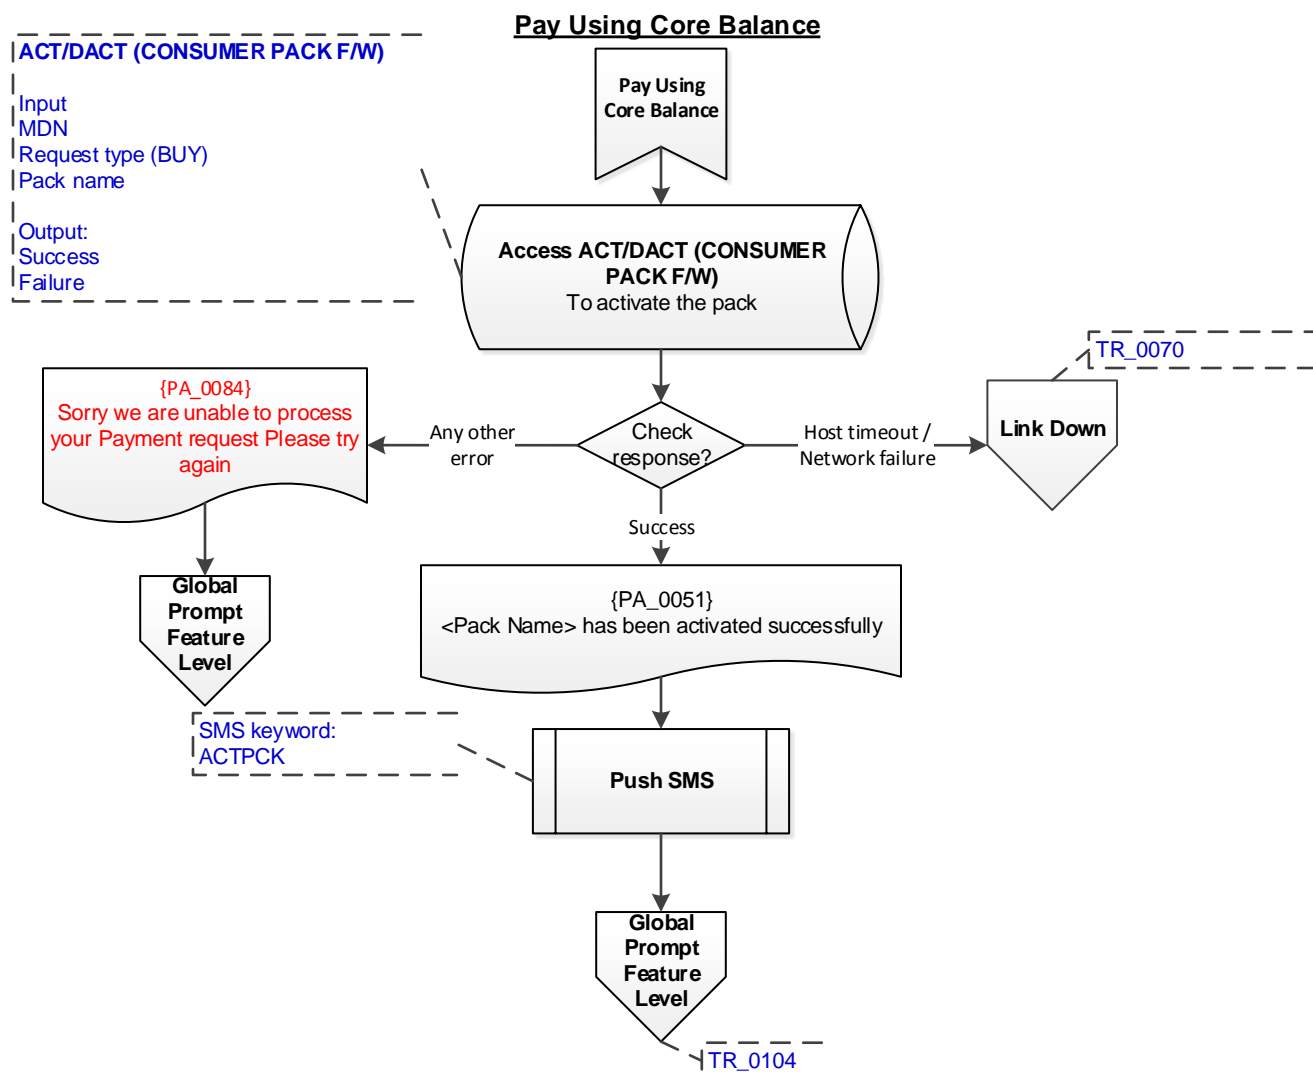 Pay Using Core Balance
ACT/DACT (CONSUMER PACK F/W)
Input
MDN
Request type (BUY)
Pack name
Output:
Success
Failure
Pay Using
Core Balance
Access ACT/DACT (CONSUMER
PACK F/W)
To activate the pack
TR_0070
{PA_0084}
Sorry we are unable to process
your Payment request Please try
again
Any other
error
Check
response?
Host timeout /
Network failure
Link Down
Success
Global
Prompt
Feature
Level
{PA_0051}
<Pack Name> has been activated successfully
SMS keyword:
ACTPCK
Push SMS
Global
Prompt
Feature
Level
TR_0104